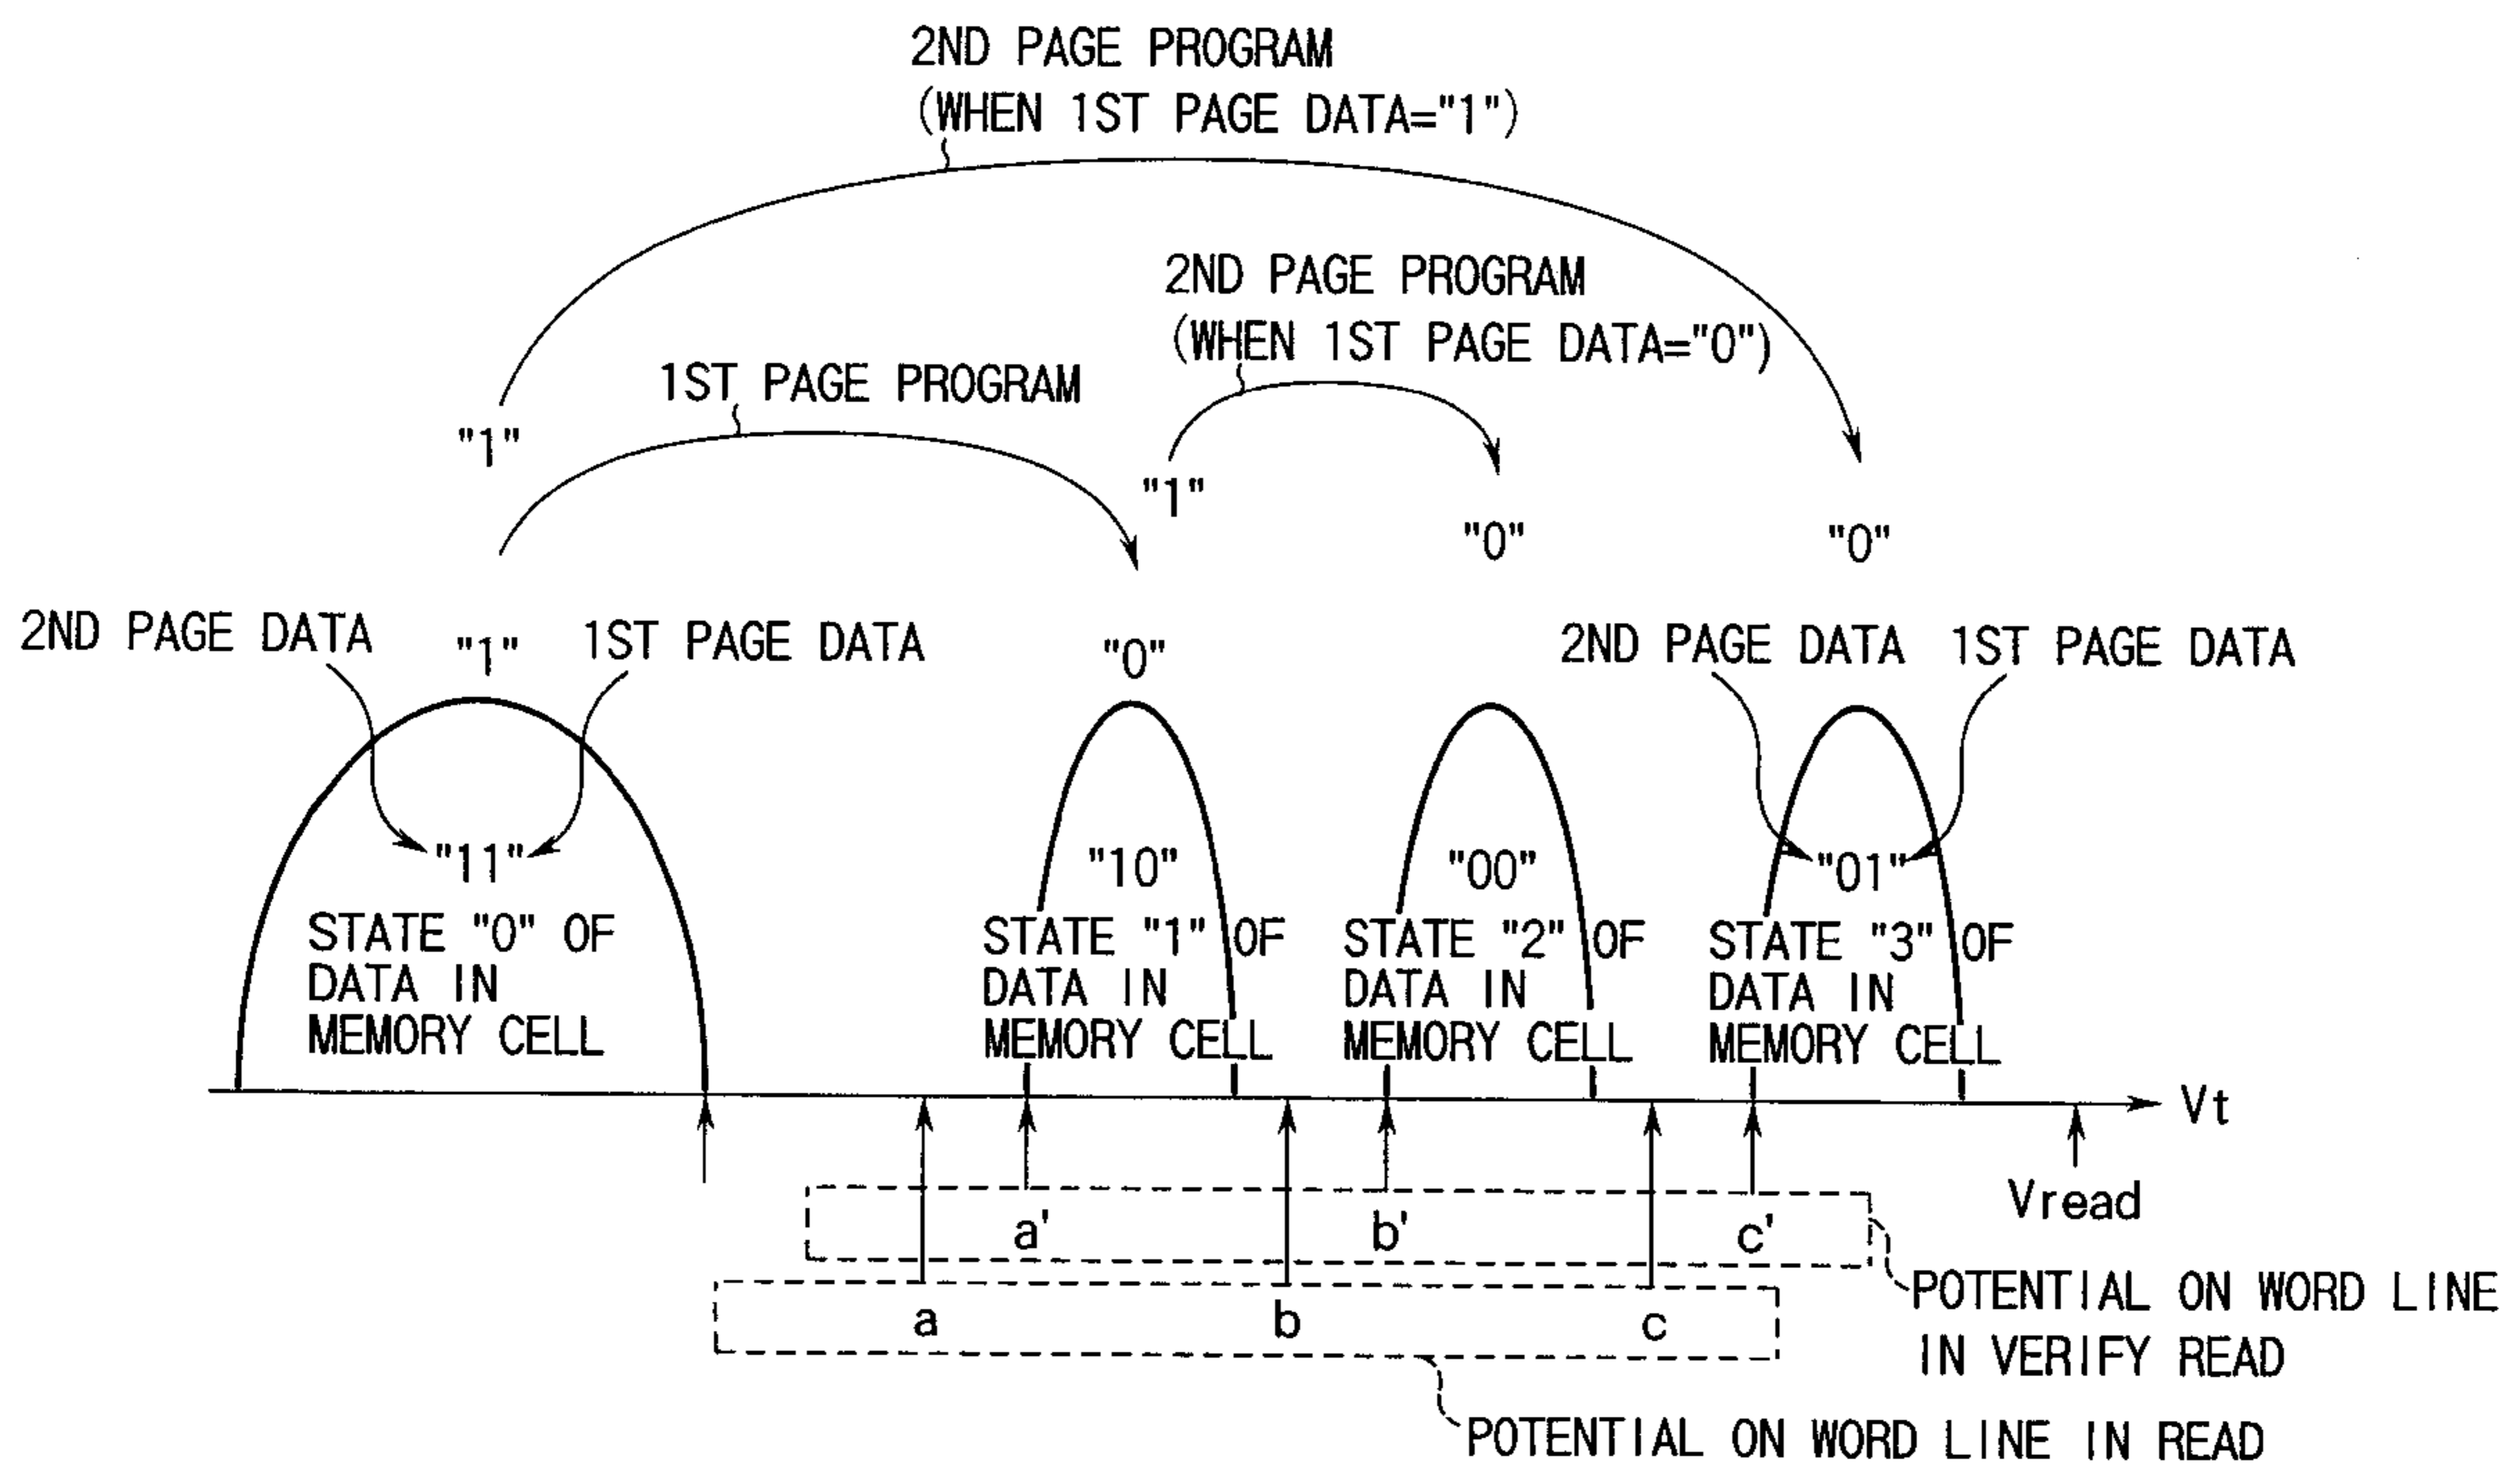 2ND PAGE PROGRAM
(WHEN 1ST PAGE DATA="1")
2ND PAGE PROGRAM
(WHEN 1ST PAGE DATA="0")
1ST PAGE PROGRAM
"1"
"1"
"0"
"0"
2ND PAGE DATA
"1"
1ST PAGE DATA
"0"
2ND PAGE DATA
1ST PAGE DATA
"11"
STATE "0" OF
DATA IN
MEMORY CELL
"10"
STATE "1" OF
DATA IN
MEMORY CELL
"00"
STATE "2" OF
DATA IN
MEMORY CELL
"01"
STATE "3" OF
DATA IN
MEMORY CELL
Vt
Vread
a'
b'
c'
a
b
c
POTENTIAL ON WORD LINE
IN VERIFY READ
POTENTIAL ON WORD LINE IN READ